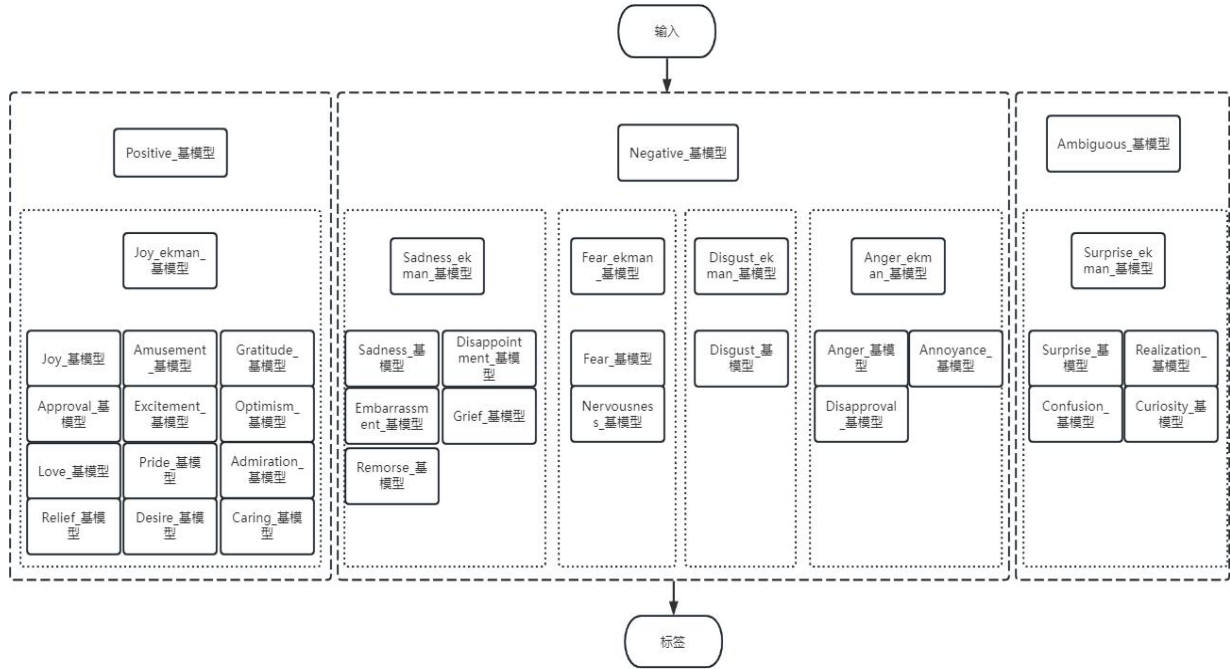 输入
Positive_基模型
Negative_基模型
Ambiguous_基模型
Joy_ekman_
基模型
Sadness_ek
man_基模型
Fear_ekman
_基模型
Disgust_ek
man_基模型
Anger_ekm
an_基模型
Surprise_ek
man_基模型
Joy_基模型
Amusement
_基模型
Gratitude_
基模型
Approval_基
模型
Excitement_
基模型
Optimism_
基模型
Love_基模型
Pride_基模
型
Admiration_
基模型
Relief_基模
型
Desire_基模
型
Caring_基模
型
Sadness_基
模型
Disappoint
ment_基模
型
Embarrassm
ent_基模型
Grief_基模型
Remorse_基
模型
Fear_基模型
Nervousnes
s_基模型
Disgust_基
模型
Anger_基模
型
Annoyance_
基模型
Disapproval
_基模型
Surprise_基
模型
Realization_
基模型
Confusion_
基模型
Curiosity_基
模型
标签